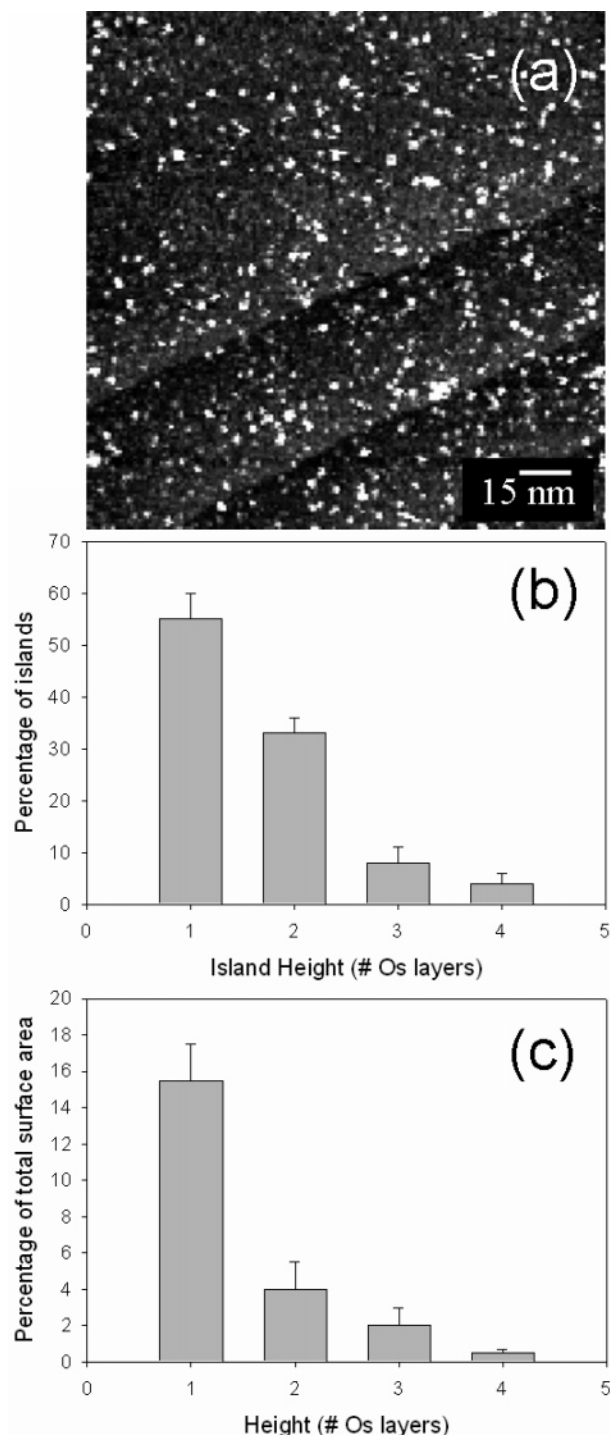 (a)
15 nm
70
60
50
40
30
20
10
0
Percentage of islands
(b)
0 1 2 3 4 5
Island Height (# Os layers)
20
18
16
14
12
10
8
6
4
2
0
Percentage of total surface area
(c)
0 1 2 3 4 5
Height (# Os layers)